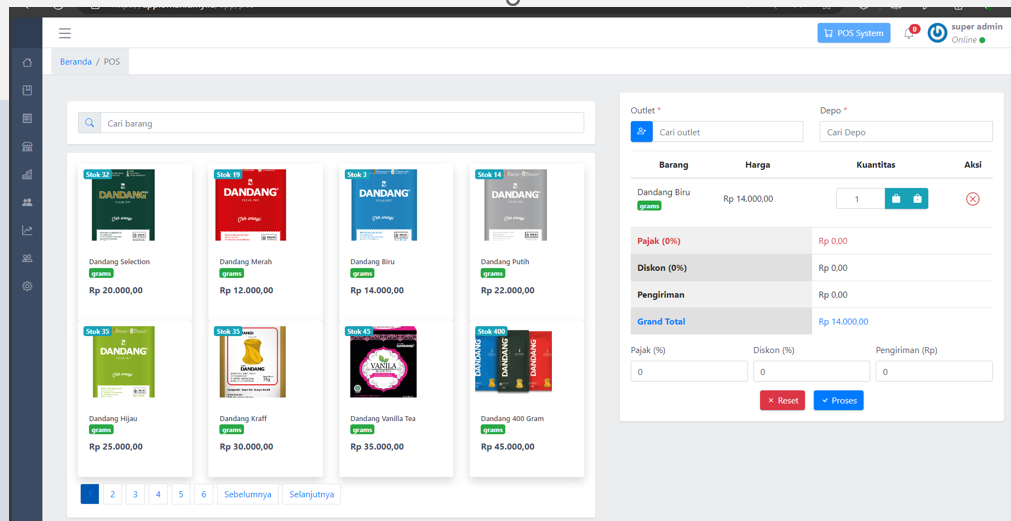 POS System
0
super admin
Online
Beranda / POS
Cari barang
Stok 32
DANDANG
Dandang Selection
grams
Rp 20.000,00
Stok 19
DANDANG
Dandang Merah
grams
Rp 12.000,00
Stok 3
DANDANG
Dandang Biru
grams
Rp 14.000,00
Stok 14
DANDANG
Dandang Putih
grams
Rp 22.000,00
Stok 35
DANDANG
Dandang Hijau
grams
Rp 25.000,00
Stok 35
DANDANG
Dandang Kraff
grams
Rp 30.000,00
Stok 45
DANDANG
VANILA
Dandang Vanilla Tea
grams
Rp 35.000,00
Stok 400
DANDANG
DANDANG
DANDANG
Dandang 400 Gram
grams
Rp 45.000,00
1 2 3 4 5 6 Sebelumnya Selanjutnya
Outlet * Depo *
Cari outlet Cari Depo
Barang Harga Kuantitas Aksi
Dandang Biru
grams
Rp 14.000,00 1
Pajak (0%) Rp 0,00
Diskon (0%) Rp 0,00
Pengiriman Rp 0,00
Grand Total Rp 14.000,00
Pajak (%) Diskon (%) Pengiriman (Rp)
0 0 0
Reset Proses